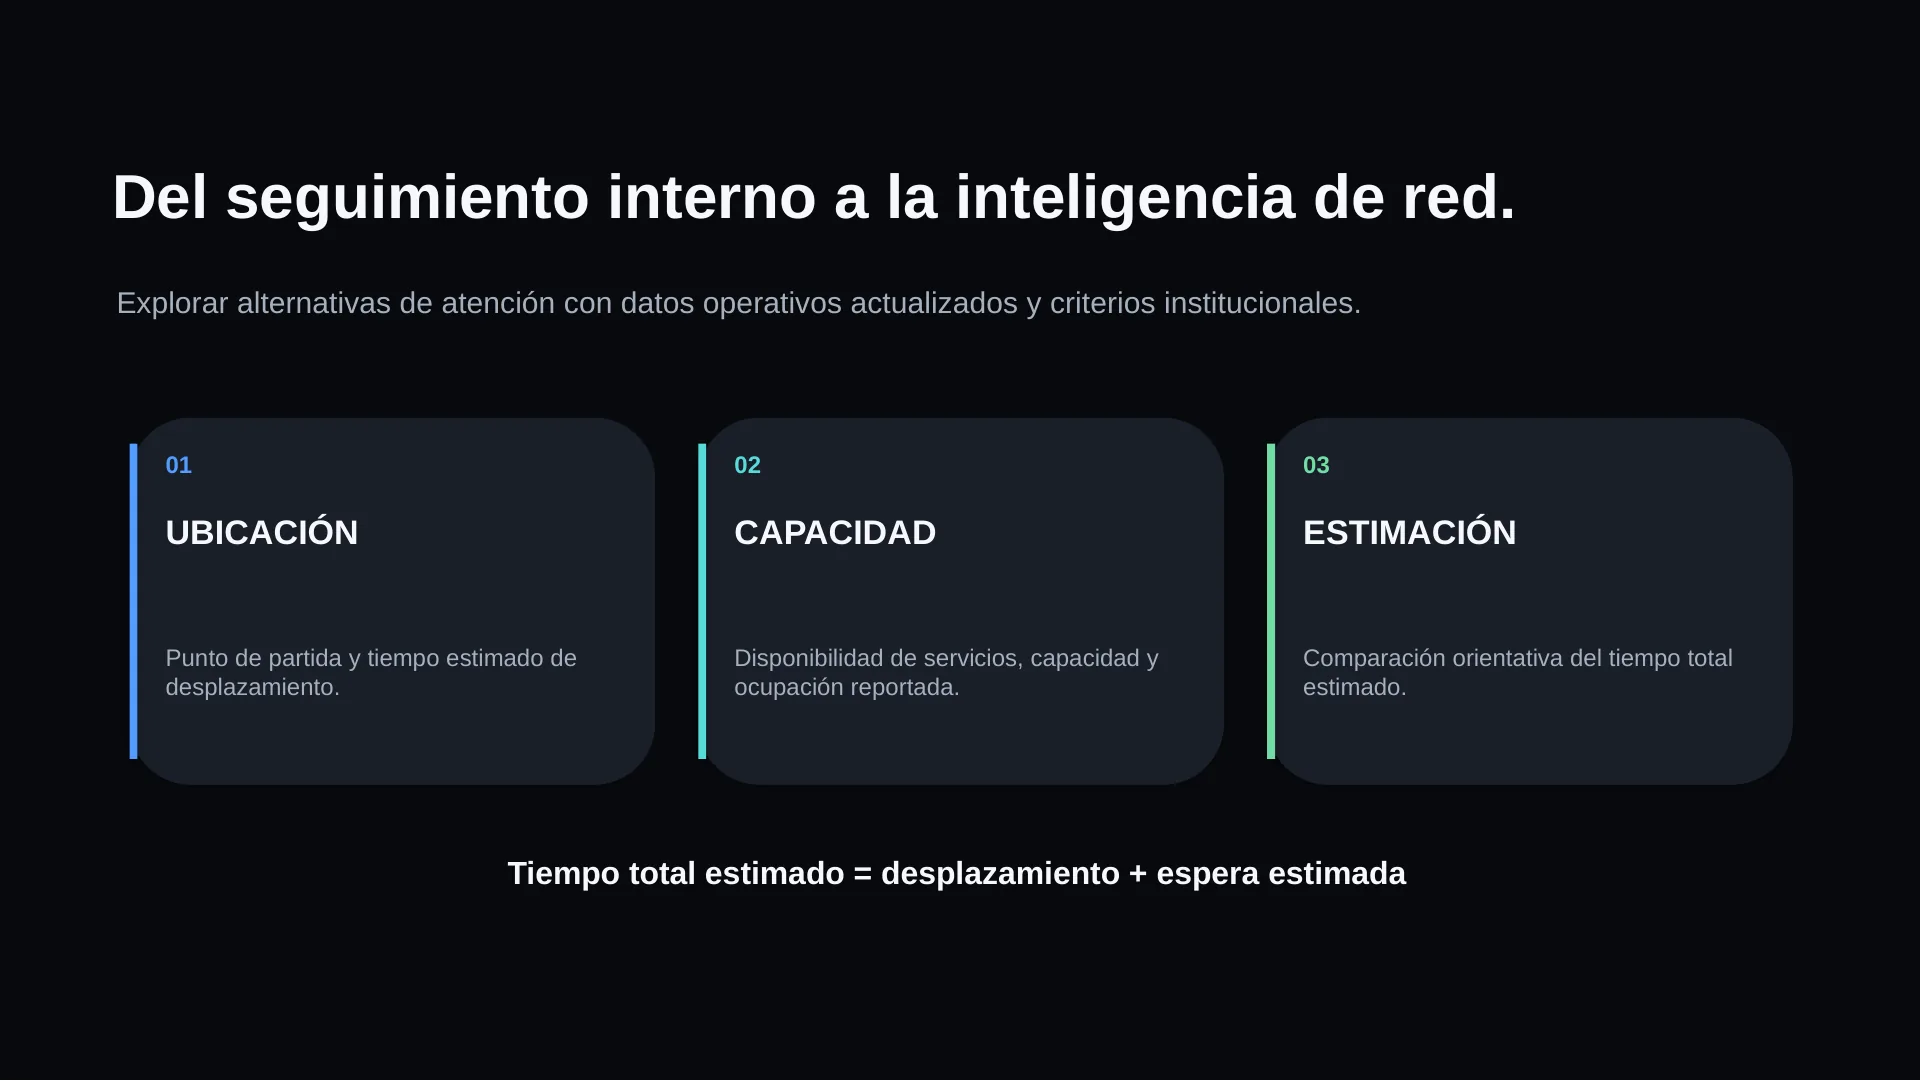 Del seguimiento interno a la inteligencia de red.
Explorar alternativas de atención con datos operativos actualizados y criterios institucionales.
01
UBICACIÓN
Punto de partida y tiempo estimado de
desplazamiento.
02
CAPACIDAD
Disponibilidad de servicios, capacidad y
ocupación reportada.
03
ESTIMACIÓN
Comparación orientativa del tiempo total
estimado.
Tiempo total estimado = desplazamiento + espera estimada